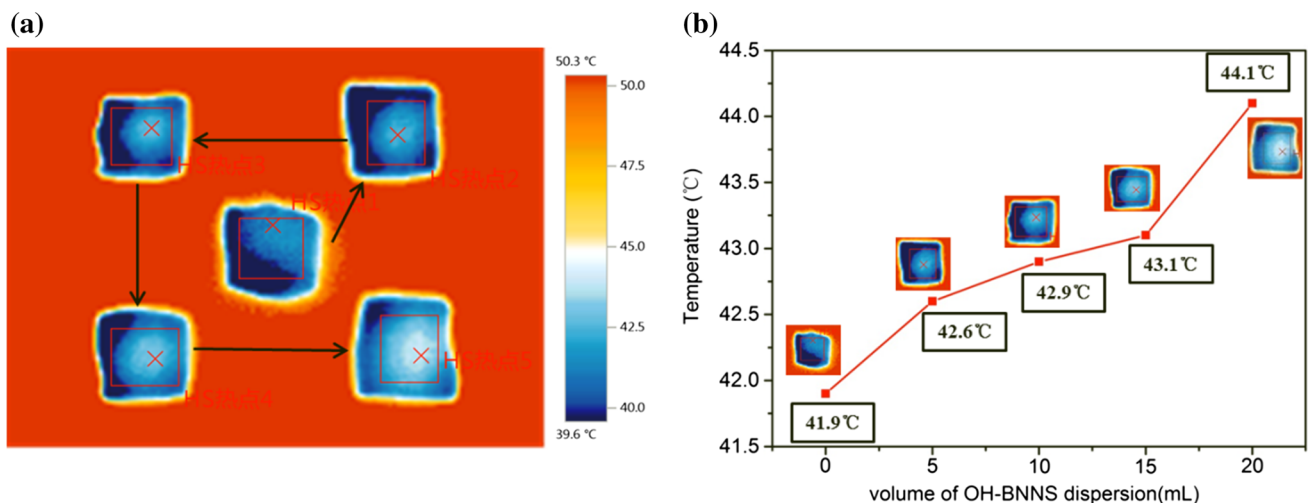 (a)
50.3 ℃
50.0
47.5
45.0
42.5
40.0
39.6 ℃
HS热点3
HS热点2
HS热点1
HS热点4
HS热点5
(b)
Temperature (℃)
44.5
44.0
43.5
43.0
42.5
42.0
41.5
44.1℃
43.1℃
42.9℃
42.6℃
41.9℃
0 5 10 15 20
volume of OH-BNNS dispersion(mL)